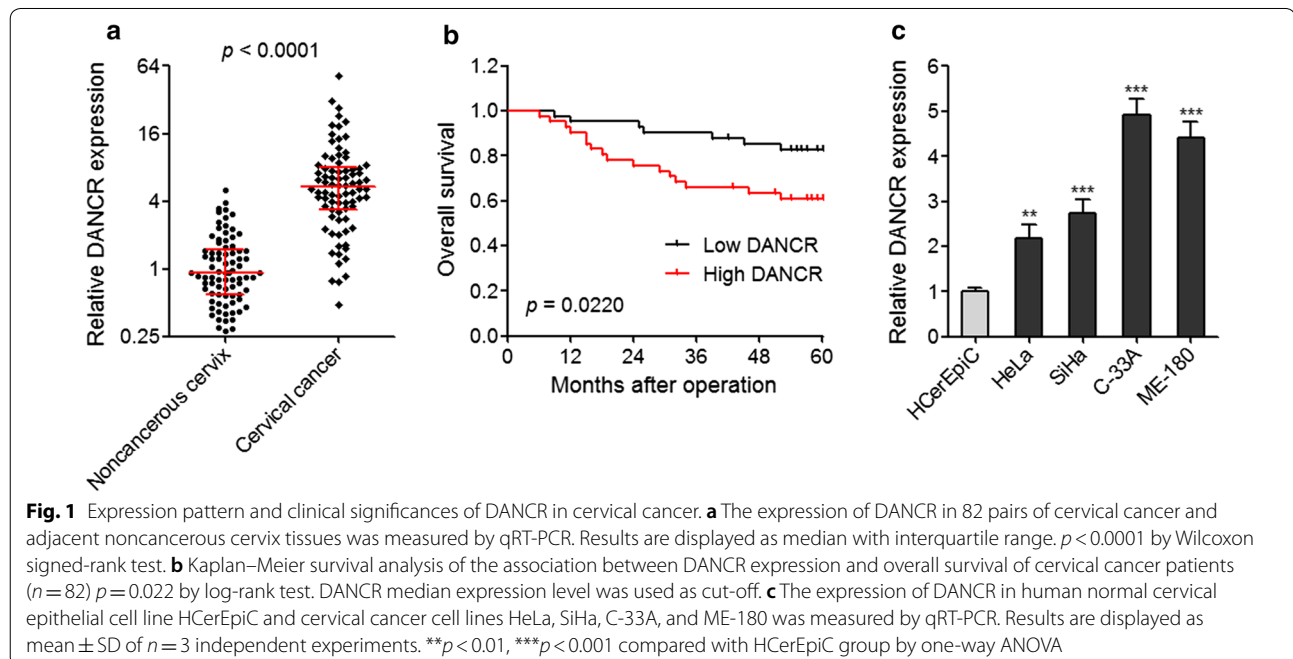 a
p < 0.0001
Relative DANCR expression
64
16
4
1
0.25
Noncancerous cervix
Cervical cancer
b
Overall survival
1.2
1.0
0.8
0.6
0.4
0.2
0.0
Low DANCR
High DANCR
p = 0.0220
0
12
24
36
48
60
Months after operation
c
Relative DANCR expression
6
5
4
3
2
1
0
**
***
***
***
HCerEpiC
HeLa
SiHa
C-33A
ME-180
Fig. 1 Expression pattern and clinical significances of DANCR in cervical cancer. a The expression of DANCR in 82 pairs of cervical cancer and
adjacent noncancerous cervix tissues was measured by qRT-PCR. Results are displayed as median with interquartile range. p < 0.0001 by Wilcoxon
signed-rank test. b Kaplan–Meier survival analysis of the association between DANCR expression and overall survival of cervical cancer patients
(n = 82) p = 0.022 by log-rank test. DANCR median expression level was used as cut-off. c The expression of DANCR in human normal cervical
epithelial cell line HCerEpiC and cervical cancer cell lines HeLa, SiHa, C-33A, and ME-180 was measured by qRT-PCR. Results are displayed as
mean ± SD of n = 3 independent experiments. **p < 0.01, ***p < 0.001 compared with HCerEpiC group by one-way ANOVA